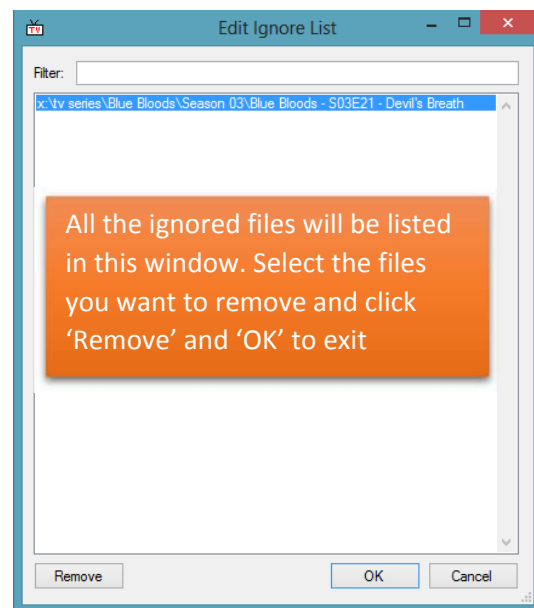 TV
Edit Ignore List
Filter:
x:\tv series\Blue Bloods\Season 03\Blue Bloods - S03E21 - Devil's Breath
All the ignored files will be listed
in this window. Select the files
you want to remove and click
‘Remove’ and ‘OK’ to exit
Remove
OK
Cancel